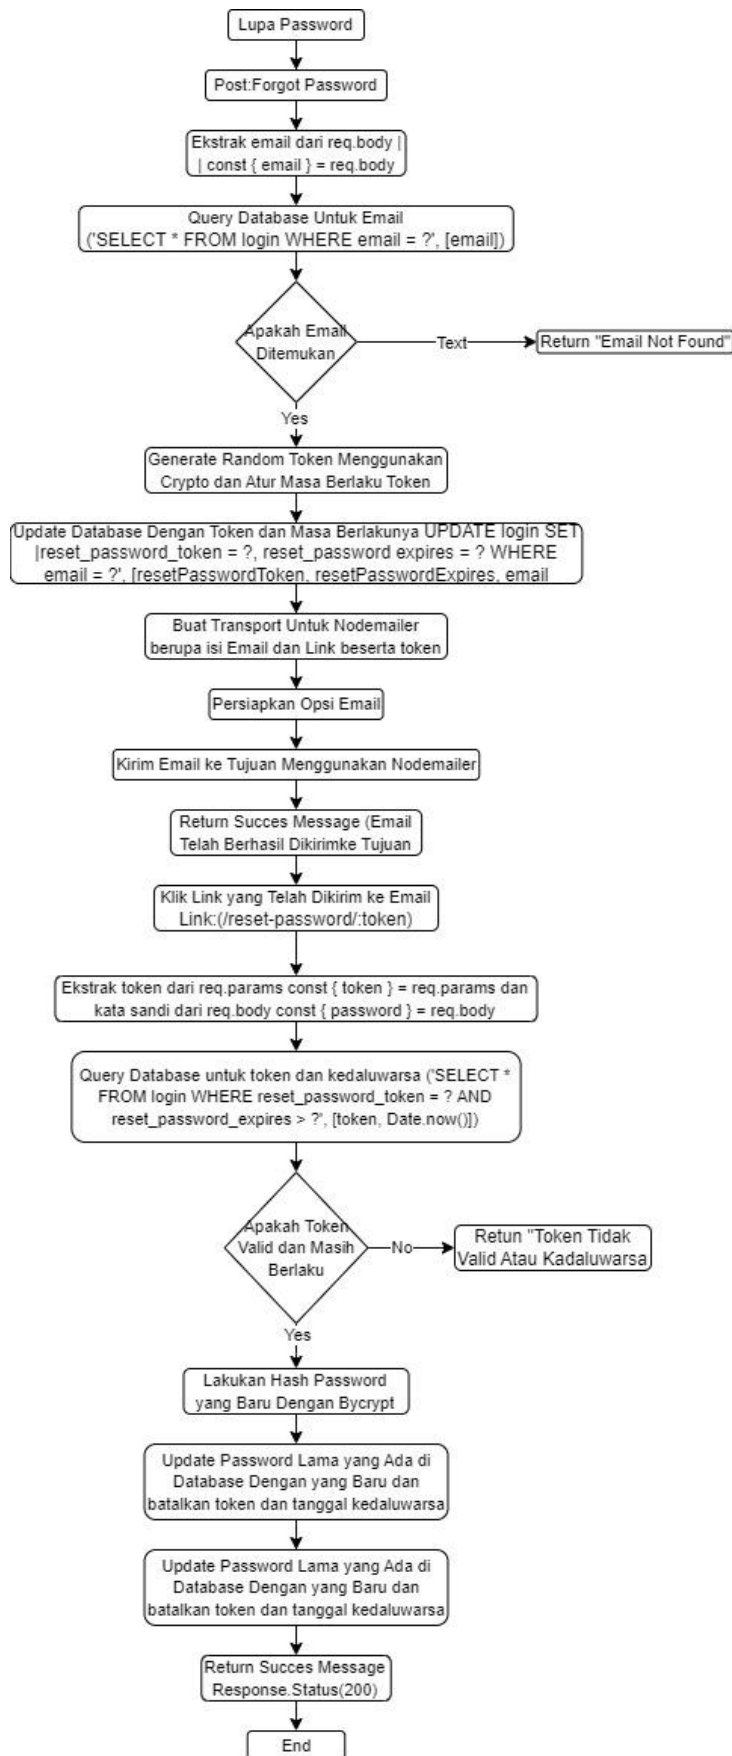 Lupa Password
Post:Forgot Password
Ekstrak email dari req.body |
| const { email } = req.body
Query Database Untuk Email
('SELECT * FROM login WHERE email = ?', [email])
Apakah Email
Ditemukan
Text
Return "Email Not Found"
Yes
Generate Random Token Menggunakan
Crypto dan Atur Masa Berlaku Token
Update Database Dengan Token dan Masa Berlakunya UPDATE login SET
|reset_password_token = ?, reset_password expires = ? WHERE
email = ?', [resetPasswordToken, resetPasswordExpires, email
Buat Transport Untuk Nodemailer
berupa isi Email dan Link beserta token
Persiapkan Opsi Email
Kirim Email ke Tujuan Menggunakan Nodemailer
Return Succes Message (Email
Telah Berhasil Dikirimke Tujuan
Klik Link yang Telah Dikirim ke Email
Link:(/reset-password/:token)
Ekstrak token dari req.params const { token } = req.params dan
kata sandi dari req.body const { password } = req.body
Query Database untuk token dan kedaluwarsa ('SELECT *
FROM login WHERE reset_password_token = ? AND
reset_password_expires > ?', [token, Date.now()])
Apakah Token
Valid dan Masih
Berlaku
No
Retun "Token Tidak
Valid Atau Kadaluwarsa
Yes
Lakukan Hash Password
yang Baru Dengan Bycrypt
Update Password Lama yang Ada di
Database Dengan yang Baru dan
batalkan token dan tanggal kedaluwarsa
Update Password Lama yang Ada di
Database Dengan yang Baru dan
batalkan token dan tanggal kedaluwarsa
Return Succes Message
Response.Status(200)
End